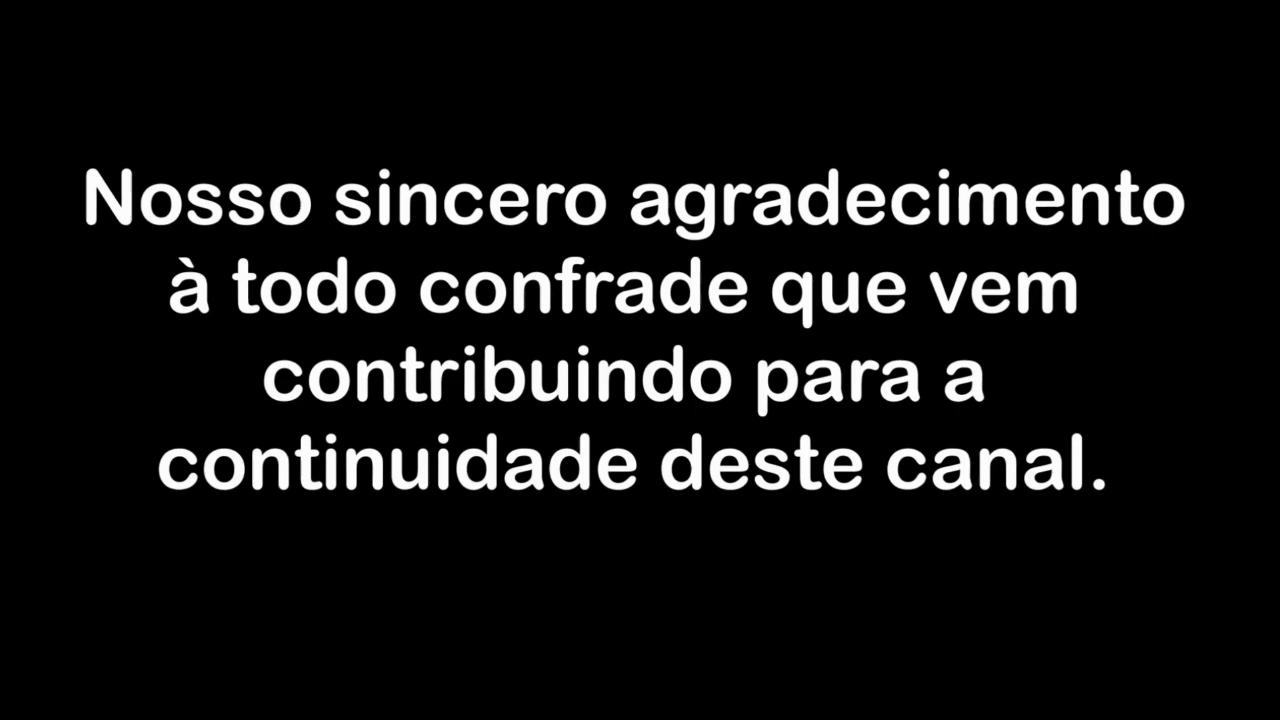 Nosso sincero agradecimento
à todo confrade que vem
contribuindo para a
continuidade deste canal.